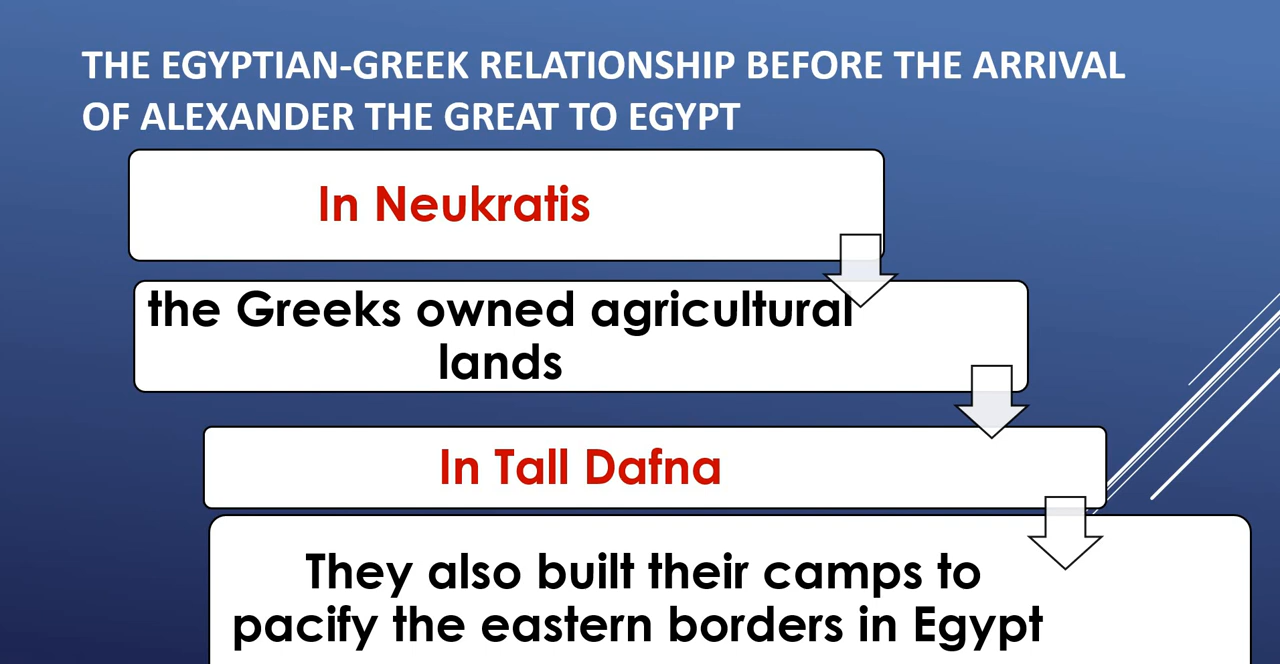 THE EGYPTIAN-GREEK RELATIONSHIP BEFORE THE ARRIVAL
OF ALEXANDER THE GREAT TO EGYPT
In Neukratis
the Greeks owned agricultural
lands
In Tall Dafna
They also built their camps to
pacify the eastern borders in Egypt